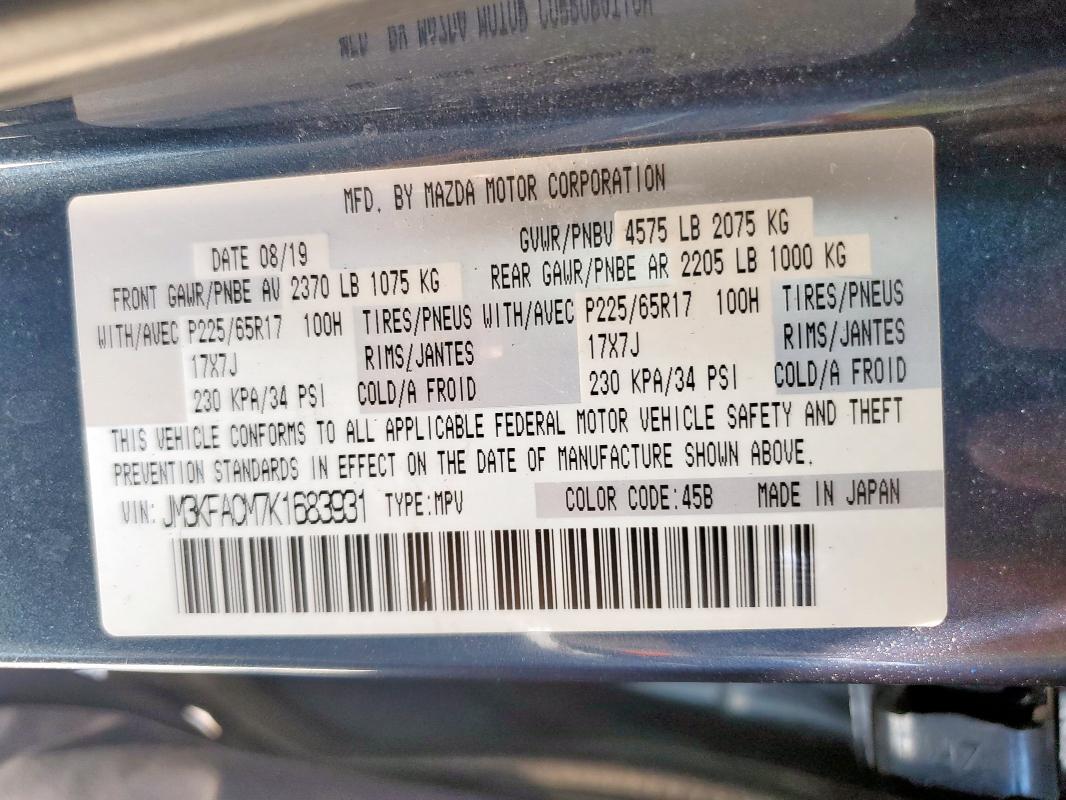 MFD. BY MAZDA MOTOR CORPORATION
MFD. BY MAZDA MOTOR CORPORATION
DATE 08/19 GVWR/PNBV 4575 LB 2075 KG
FRONT GAWR/PNBE AV 2370 LB 1075 KG REAR GAWR/PNBE AR 2205 LB 1000 KG
WITH/AVEC P225/65R17 100H TIRES/PNEUS WITH/AVEC P225/65R17 100H TIRES/PNEUS
17X7J RIMS/JANTES 17X7J RIMS/JANTES
230 KPA/34 PSI COLD/A FROID 230 KPA/34 PSI COLD/A FROID
THIS VEHICLE CONFORMS TO ALL APPLICABLE FEDERAL MOTOR VEHICLE SAFETY AND THEFT
PREVENTION STANDARDS IN EFFECT ON THE DATE OF MANUFACTURE SHOWN ABOVE.
VIN: JM3KFACM7K1683931 TYPE:MPV COLOR CODE:45B MADE IN JAPAN